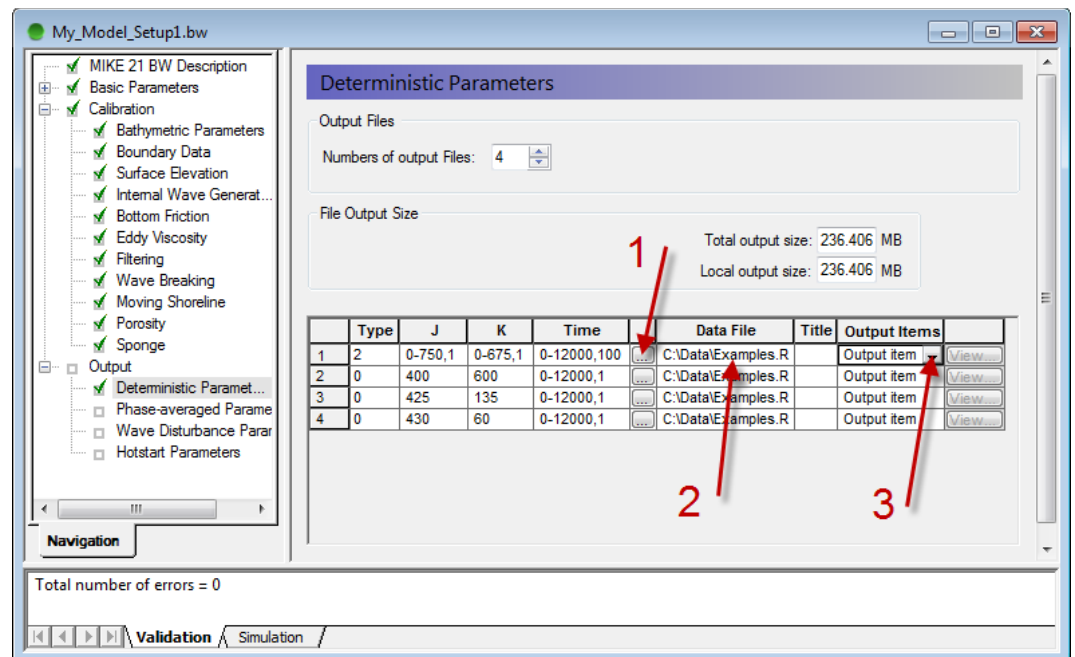 My_Model_Setup1.bw
MIKE 21 BW Description
Basic Parameters
Calibration
Bathymetric Parameters
Boundary Data
Surface Elevation
Internal Wave Generat...
Bottom Friction
Eddy Viscosity
Filtering
Wave Breaking
Moving Shoreline
Porosity
Sponge
Output
Deterministic Paramet...
Phase-averaged Parame
Wave Disturbance Parar
Hotstart Parameters
Navigation
Deterministic Parameters
Output Files
Numbers of output Files: 4
File Output Size
1
Total output size: 236.406 MB
Local output size: 236.406 MB
Type J K Time Data File Title Output Items
1 2 0-750,1 0-675,1 0-12000,100 ... C:\Data\Examples.R Output item View...
2 0 400 600 0-12000,1 ... C:\Data\Examples.R Output item View...
3 0 425 135 0-12000,1 ... C:\Data\Examples.R Output item View...
4 0 430 60 0-12000,1 ... C:\Data\Examples.R Output item View...
2 3
Total number of errors = 0
Validation Simulation